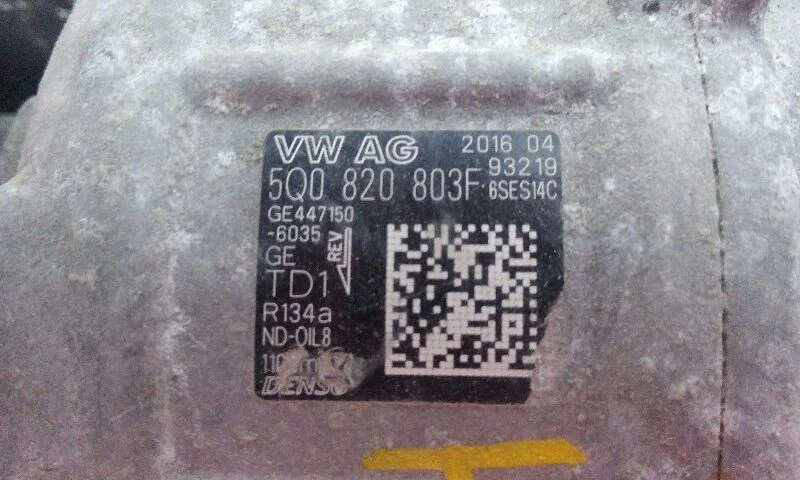 VW AG 2016 04
93219
5Q0 820 803F 6SES14C
GE447150
-6035
REV
GE
TD1
R134a
ND-OIL8
DENSO